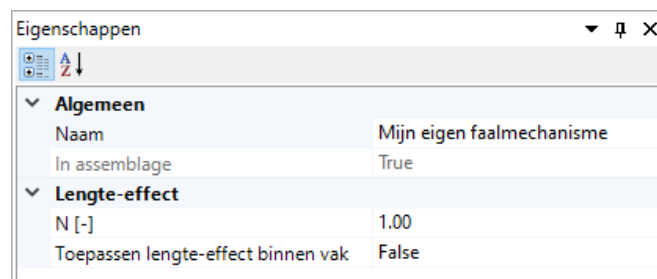 Eigenschappen
Algemeen
Naam Mijn eigen faalmechanisme
In assemblage True
Lengte-effect
N [-] 1.00
Toepassen lengte-effect binnen vak False